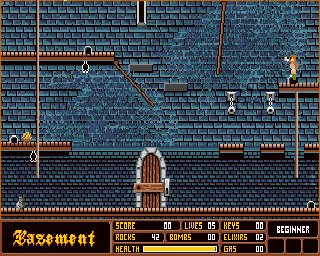 Basement
SCORE 00 LIVES 05 KEYS 00 BEGINNER
ROCKS 42 BOMBS 00 ELIXIRS 02
HEALTH GAS 00